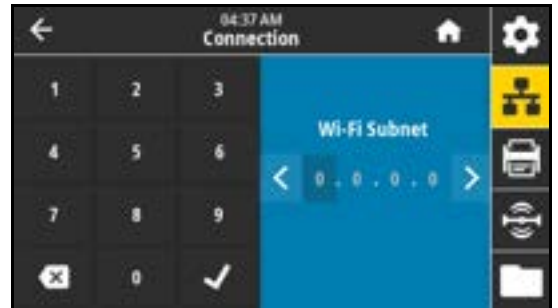 04:37 AM
Connection
1 2 3
4 5 6
7 8 9
0
Wi-Fi Subnet
0 . 0 . 0 . 0